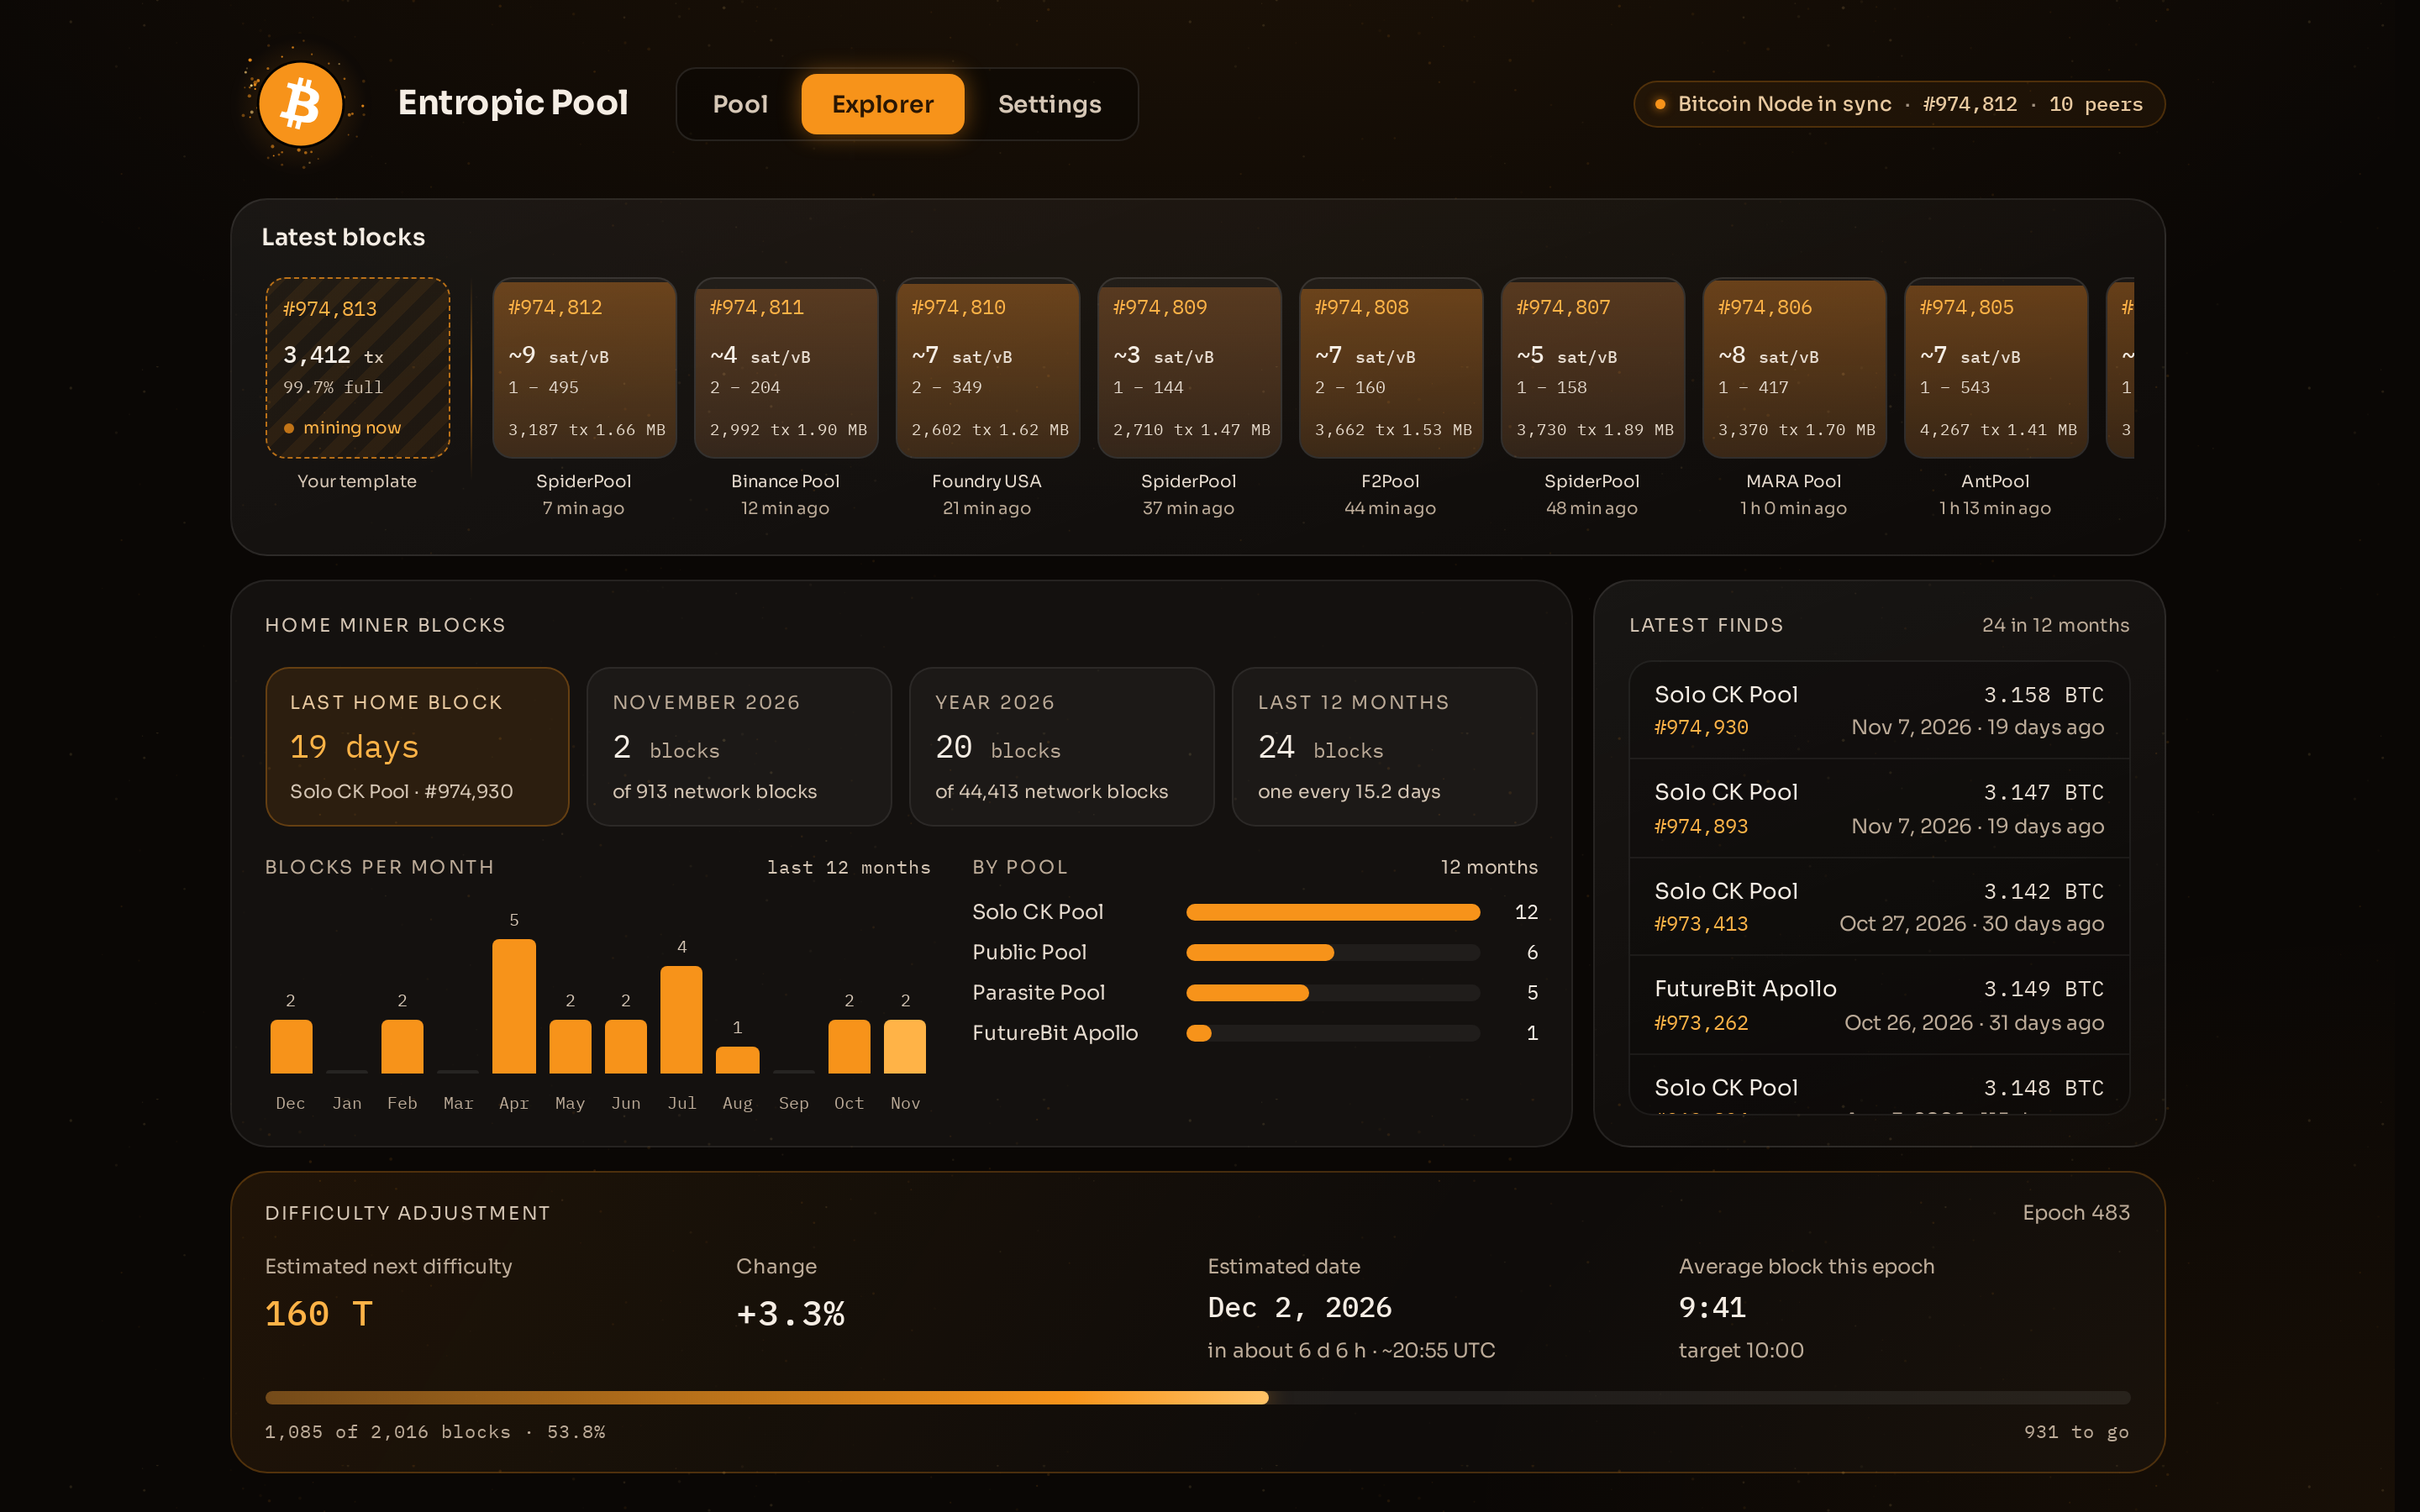 Entropic Pool
Pool
Explorer
Settings
Bitcoin Node in sync · #974,812 · 10 peers
Latest blocks
#974,813
3,412 tx
99.7% full
mining now
Your template
#974,812
~9 sat/vB
1 – 495
3,187 tx 1.66 MB
SpiderPool
7 min ago
#974,811
~4 sat/vB
2 – 204
2,992 tx 1.90 MB
Binance Pool
12 min ago
#974,810
~7 sat/vB
2 – 349
2,602 tx 1.62 MB
Foundry USA
21 min ago
#974,809
~3 sat/vB
1 – 144
2,710 tx 1.47 MB
SpiderPool
37 min ago
#974,808
~7 sat/vB
2 – 160
3,662 tx 1.53 MB
F2Pool
44 min ago
#974,807
~5 sat/vB
1 – 158
3,730 tx 1.89 MB
SpiderPool
48 min ago
#974,806
~8 sat/vB
1 – 417
3,370 tx 1.70 MB
MARA Pool
1 h 0 min ago
#974,805
~7 sat/vB
1 – 543
4,267 tx 1.41 MB
AntPool
1 h 13 min ago
#
~
1
3
HOME MINER BLOCKS
LAST HOME BLOCK
19 days
Solo CK Pool · #974,930
NOVEMBER 2026
2 blocks
of 913 network blocks
YEAR 2026
20 blocks
of 44,413 network blocks
LAST 12 MONTHS
24 blocks
one every 15.2 days
BLOCKS PER MONTH last 12 months
2 2 5 2 2 4 1 2 2
Dec Jan Feb Mar Apr May Jun Jul Aug Sep Oct Nov
BY POOL 12 months
Solo CK Pool 12
Public Pool 6
Parasite Pool 5
FutureBit Apollo 1
LATEST FINDS 24 in 12 months
Solo CK Pool 3.158 BTC
#974,930 Nov 7, 2026 · 19 days ago
Solo CK Pool 3.147 BTC
#974,893 Nov 7, 2026 · 19 days ago
Solo CK Pool 3.142 BTC
#973,413 Oct 27, 2026 · 30 days ago
FutureBit Apollo 3.149 BTC
#973,262 Oct 26, 2026 · 31 days ago
Solo CK Pool 3.148 BTC
DIFFICULTY ADJUSTMENT Epoch 483
Estimated next difficulty
160 T
Change
+3.3%
Estimated date
Dec 2, 2026
in about 6 d 6 h · ~20:55 UTC
Average block this epoch
9:41
target 10:00
1,085 of 2,016 blocks · 53.8% 931 to go